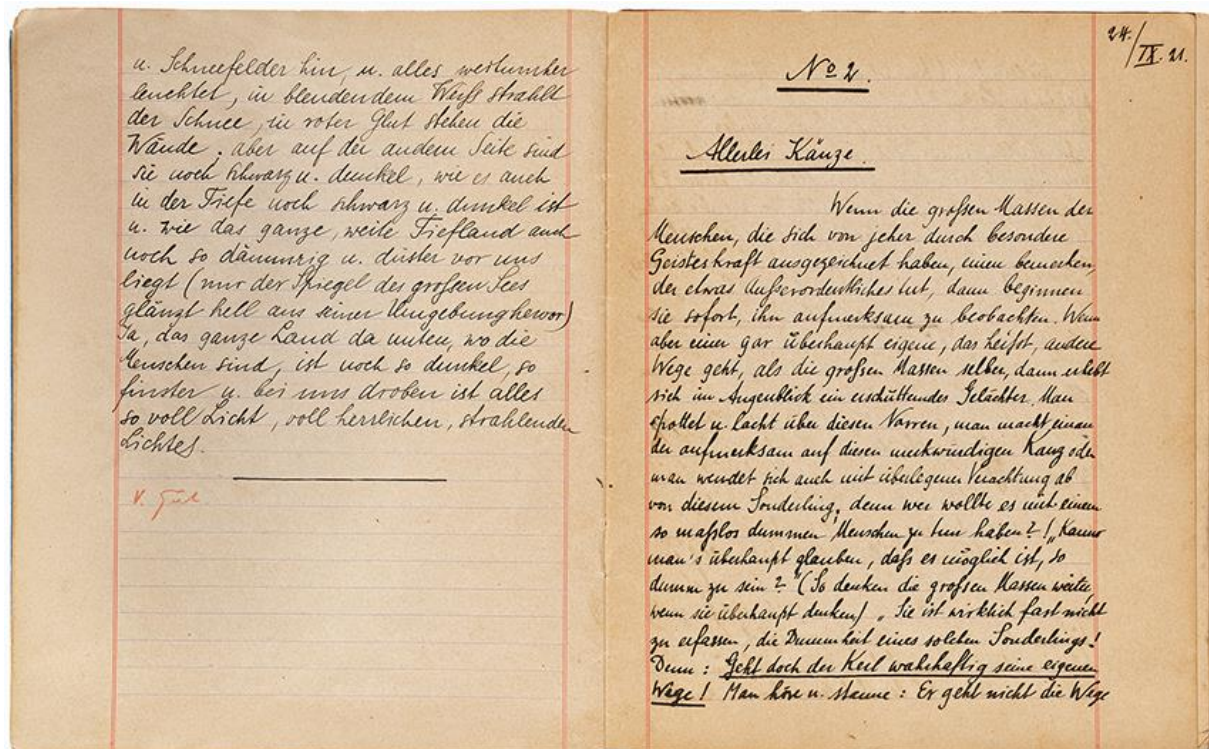 u. Schneefelder hin, u. alles weitumher
leuchtet, in blendendem Weiß strahlt
der Schnee, in roter Glut stehen die
Wände; aber auf der andern Seite sind
sie noch schwarz u. dunkel, wie es auch
in der Tiefe noch schwarz u. dunkel ist
u. wie das ganze, weite Tiefland auch
noch so dämmrig u. düster vor uns
liegt (nur der Spiegel des großen Sees
glänzt hell aus seiner Umgebung hervor)
Ja, das ganze Land da unten, wo die
Menschen sind, ist noch so dunkel, so
finster u. bei uns droben ist alles
so voll Licht, voll herrlichen, strahlenden
Lichtes.
gut
24./IX. 21.
No 2.
Allerlei Käuze.
Wenn die großen Massen der
Menschen, die sich von jeher durch besondere
Geisteskraft ausgezeichnet haben, einen bemerken,
der etwas Außerordentliches tut, dann beginnen
sie sofort, ihn aufmerksam zu beobachten. Wenn
aber einer gar überhaupt eigene, das heißt, andere
Wege geht, als die großen Massen selber, dann erhebt
sich im Augenblick ein erschütterndes Gelächter. Man
spottet u. lacht über diesen Narren, man macht einan
der aufmerksam auf diesen merkwürdigen Kauz oder
man wendet sich auch mit überlegener Verachtung ab
von diesem Sonderling, denn wer wollte es mit einem
so maßlos dummen Menschen zu tun haben? ! „Kann
man's überhaupt glauben, daß es möglich ist, so
dumm zu sein?" (So denken die großen Massen weiter,
wenn sie überhaupt denken) „Sie ist wirklich fast nicht
zu erfassen, die Dummheit eines solchen Sonderlings!
Denn: Geht doch der Kerl wahrhaftig seine eigenen
Wege! Man höre u. staune: Er geht nicht die Wege